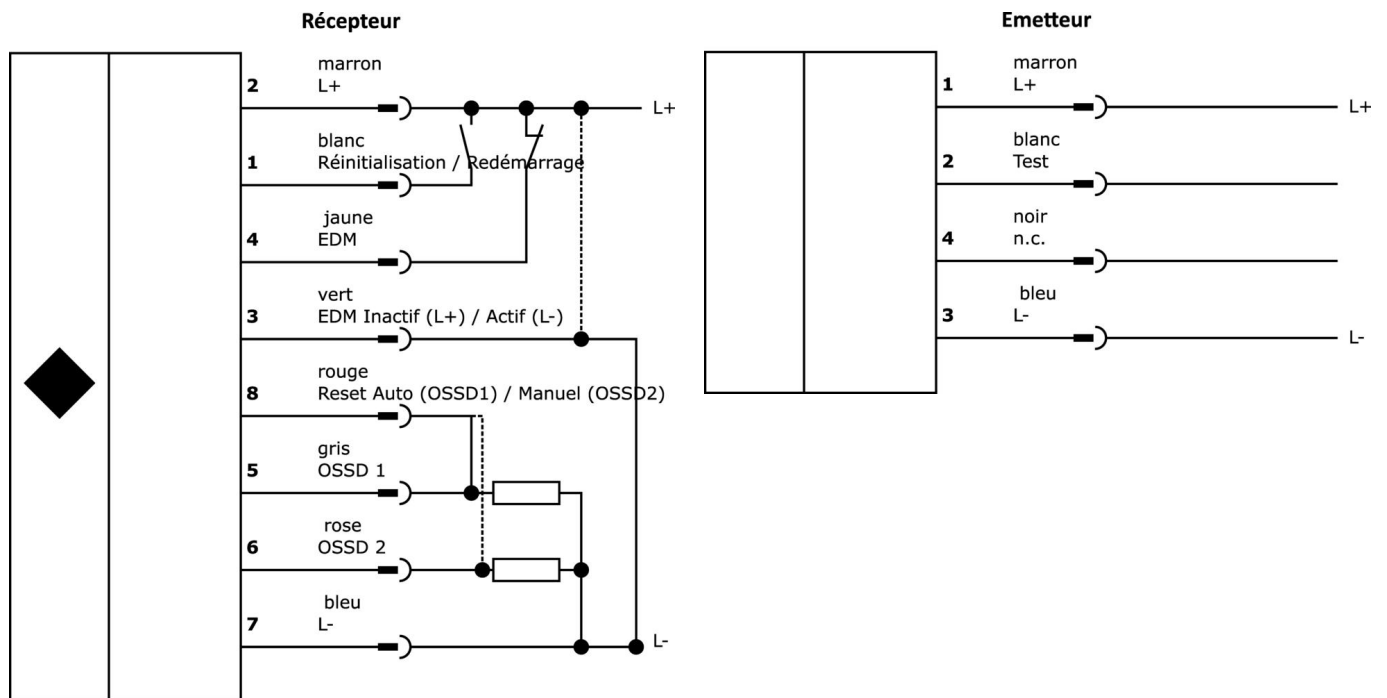 Récepteur
marron
2
L+
L+
blanc
1
Réinitialisation / Redémarrage
jaune
4
EDM
vert
3
EDM Inactif (L+) / Actif (L-)
rouge
8
Reset Auto (OSSD1) / Manuel (OSSD2)
gris
5
OSSD 1
rose
6
OSSD 2
bleu
7
L-
L-
Emetteur
marron
1
L+
L+
blanc
2
Test
noir
4
n.c.
bleu
3
L-
L-